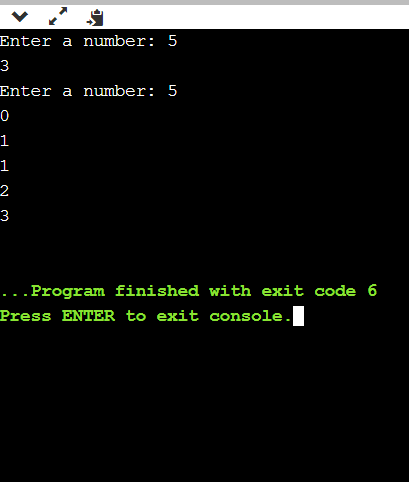 Enter a number: 5
3
Enter a number: 5
0
1
1
2
3
...Program finished with exit code 6
Press ENTER to exit console.